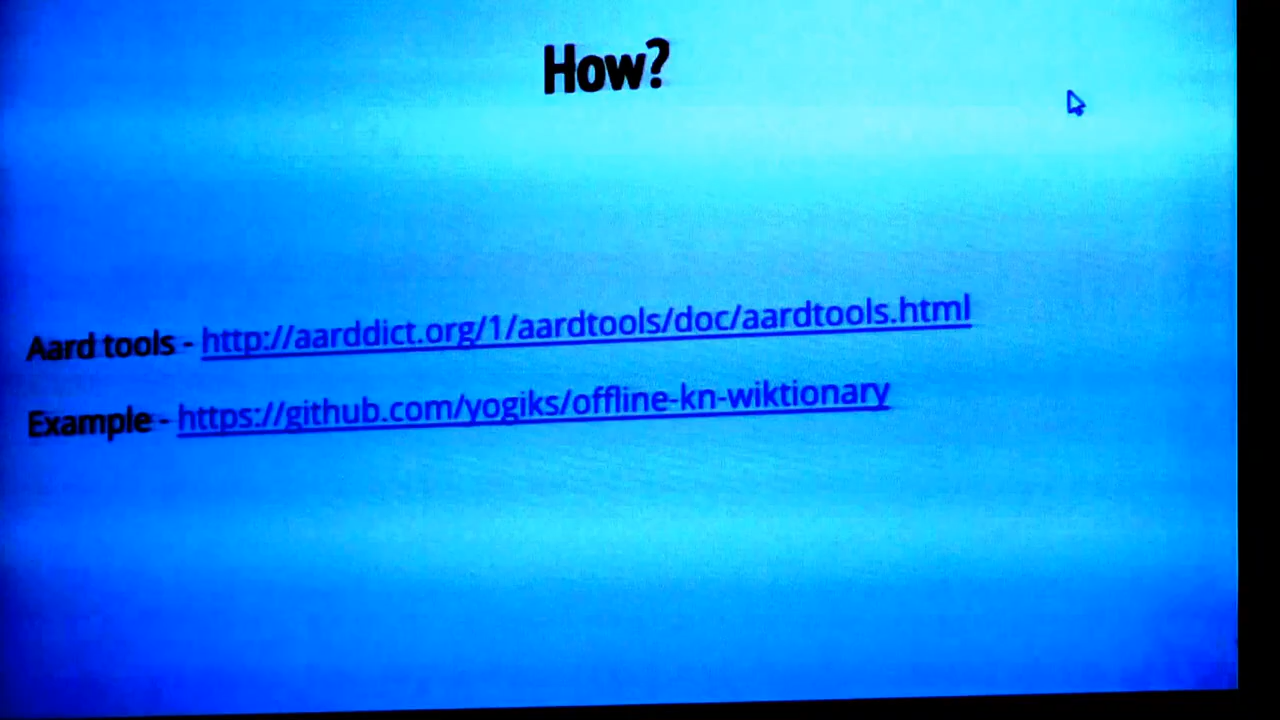 How?
Aard tools - http://aarddict.org/1/aardtools/doc/aardtools.html
Example - https://github.com/yogiks/offline-kn-wiktionary